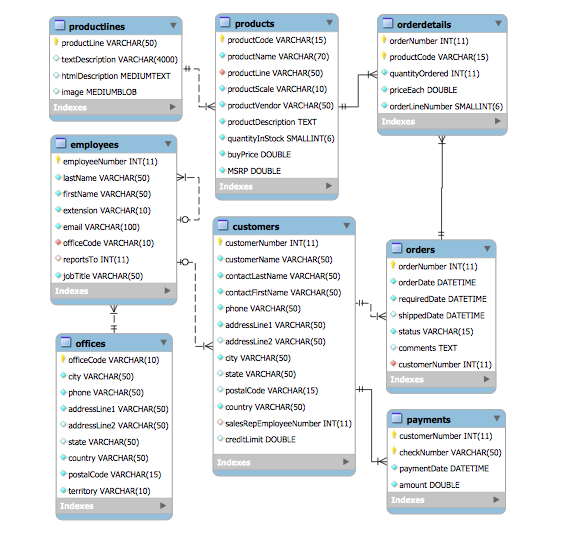 productlines
productLine VARCHAR(50)
textDescription VARCHAR(4000)
htmlDescription MEDIUMTEXT
image MEDIUMBLOB
Indexes
products
productCode VARCHAR(15)
productName VARCHAR(70)
productLine VARCHAR(50)
productScale VARCHAR(10)
productVendor VARCHAR(50)
productDescription TEXT
quantityInStock SMALLINT(6)
buyPrice DOUBLE
MSRP DOUBLE
Indexes
orderdetails
orderNumber INT(11)
productCode VARCHAR(15)
quantityOrdered INT(11)
priceEach DOUBLE
orderLineNumber SMALLINT(6)
Indexes
employees
employeeNumber INT(11)
lastName VARCHAR(50)
firstName VARCHAR(50)
extension VARCHAR(10)
email VARCHAR(100)
officeCode VARCHAR(10)
reportsTo INT(11)
jobTitle VARCHAR(50)
Indexes
customers
customerNumber INT(11)
customerName VARCHAR(50)
contactLastName VARCHAR(50)
contactFirstName VARCHAR(50)
phone VARCHAR(50)
addressLine1 VARCHAR(50)
addressLine2 VARCHAR(50)
city VARCHAR(50)
state VARCHAR(50)
postalCode VARCHAR(15)
country VARCHAR(50)
salesRepEmployeeNumber INT(11)
creditLimit DOUBLE
Indexes
orders
orderNumber INT(11)
orderDate DATETIME
requiredDate DATETIME
shippedDate DATETIME
status VARCHAR(15)
comments TEXT
customerNumber INT(11)
Indexes
offices
officeCode VARCHAR(10)
city VARCHAR(50)
phone VARCHAR(50)
addressLine1 VARCHAR(50)
addressLine2 VARCHAR(50)
state VARCHAR(50)
country VARCHAR(50)
postalCode VARCHAR(15)
territory VARCHAR(10)
Indexes
payments
customerNumber INT(11)
checkNumber VARCHAR(50)
paymentDate DATETIME
amount DOUBLE
Indexes